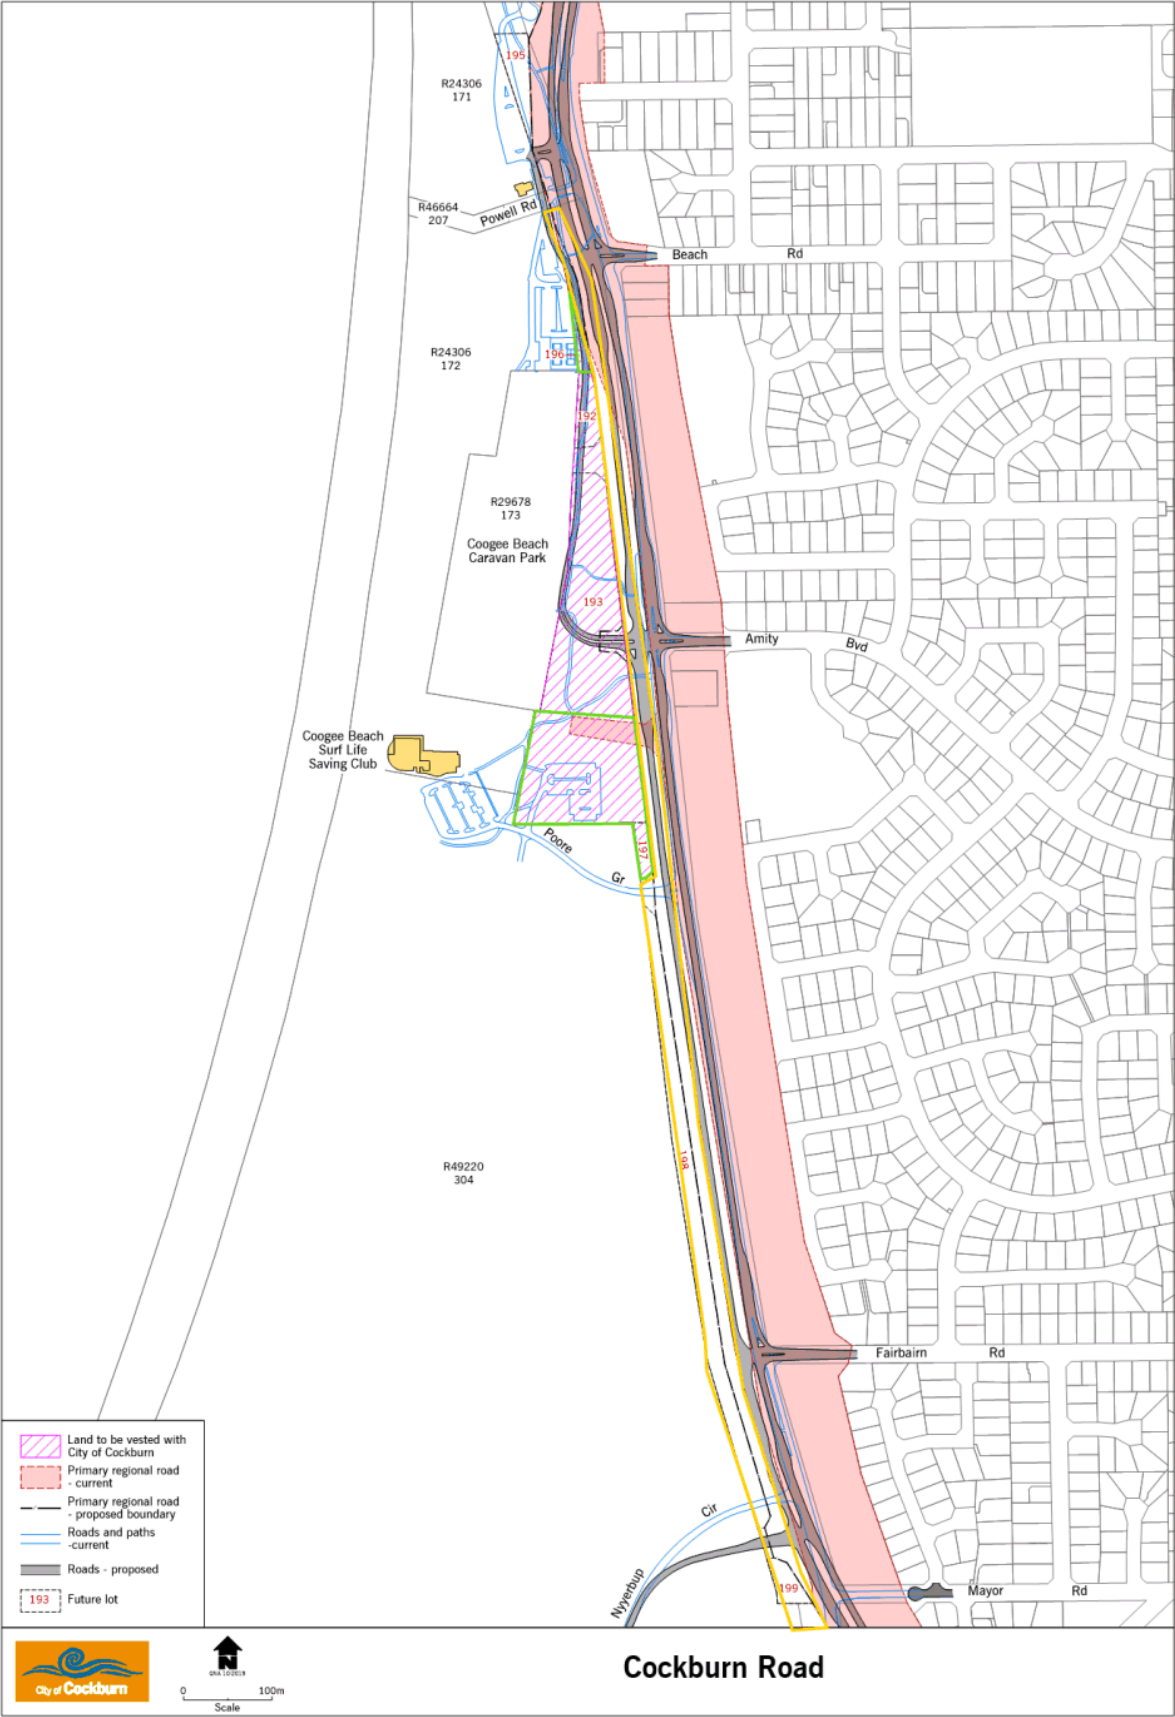 195
R24306
171
R46664
207
Powell Rd
Beach Rd
R24306
172
196
192
R29678
173
Coogee Beach
Caravan Park
193
Amity Bvd
Coogee Beach
Surf Life
Saving Club
Poore Gr
197
R49220
304
198
Fairbairn Rd
Nyyerbup Cir
199
Mayor Rd
Land to be vested with
City of Cockburn
Primary regional road
- current
Primary regional road
- proposed boundary
Roads and paths
-current
Roads - proposed
193 Future lot
City of Cockburn
N
0 100m
Scale
Cockburn Road